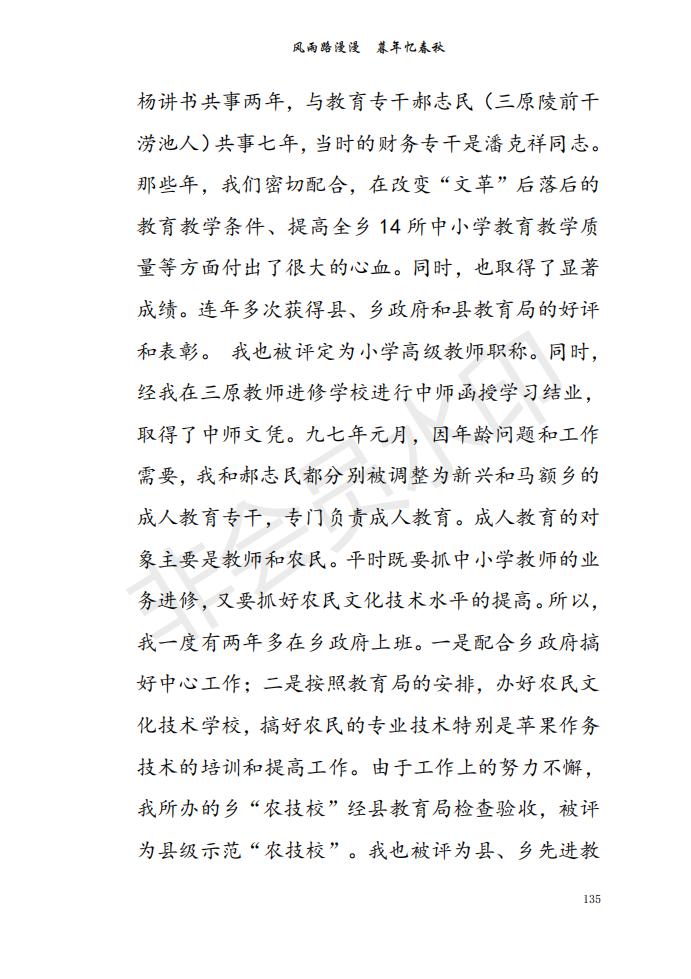 风雨路漫漫　暮年忆春秋
杨讲书共事两年，与教育专干郝志民（三原陵前干
涝池人）共事七年，当时的财务专干是潘克祥同志。
那些年，我们密切配合，在改变“文革”后落后的
教育教学条件、提高全乡 14 所中小学教育教学质
量等方面付出了很大的心血。同时，也取得了显著
成绩。连年多次获得县、乡政府和县教育局的好评
和表彰。 我也被评定为小学高级教师职称。同时，
经我在三原教师进修学校进行中师函授学习结业，
取得了中师文凭。九七年元月，因年龄问题和工作
需要，我和郝志民都分别被调整为新兴和马额乡的
成人教育专干，专门负责成人教育。成人教育的对
象主要是教师和农民。平时既要抓中小学教师的业
务进修，又要抓好农民文化技术水平的提高。所以，
我一度有两年多在乡政府上班。一是配合乡政府搞
好中心工作；二是按照教育局的安排，办好农民文
化技术学校，搞好农民的专业技术特别是苹果作务
技术的培训和提高工作。由于工作上的努力不懈，
我所办的乡“农技校”经县教育局检查验收，被评
为县级示范“农技校”。我也被评为县、乡先进教
135
非会员水印